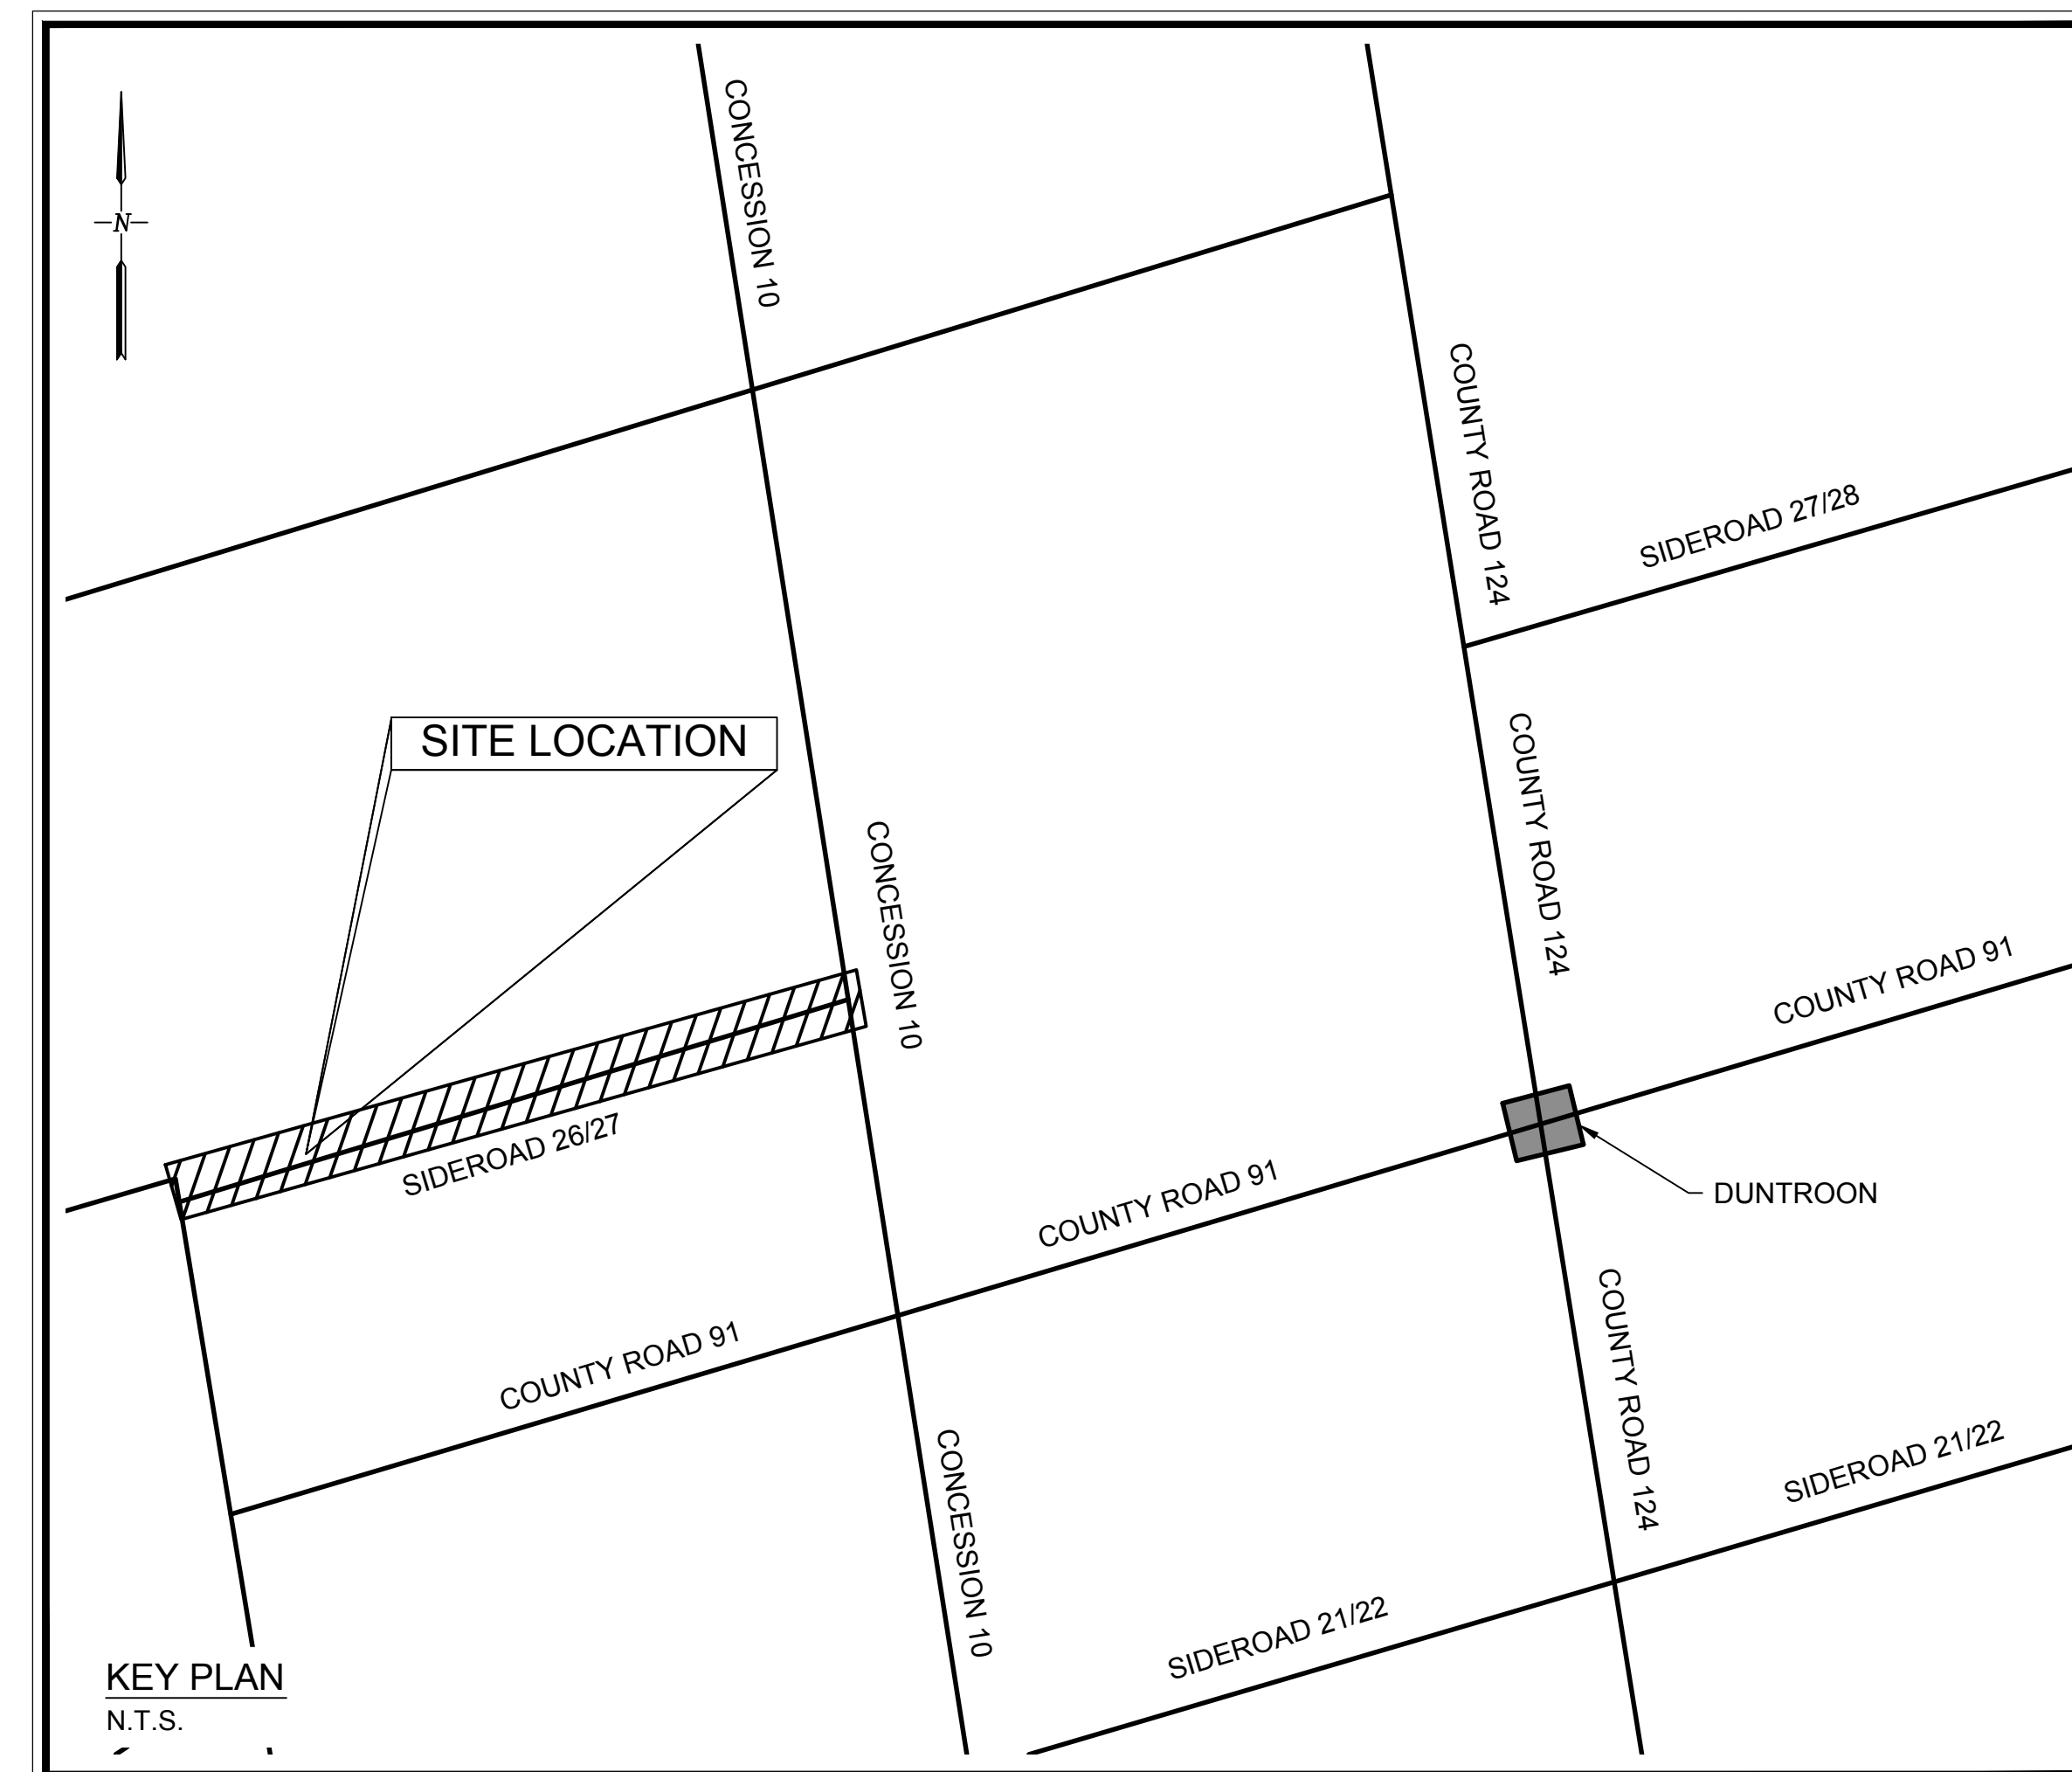 CONCESSION 10
N
COUNTY ROAD 124
SIDEROAD 27/28
SITE LOCATION
COUNTY ROAD 124
CONCESSION 10
COUNTY ROAD 91
SIDEROAD 26/27
COUNTY ROAD 91
DUNTROON
COUNTY ROAD 91
COUNTY ROAD 124
CONCESSION 10
SIDEROAD 21/22
SIDEROAD 21/22
KEY PLAN
N.T.S.